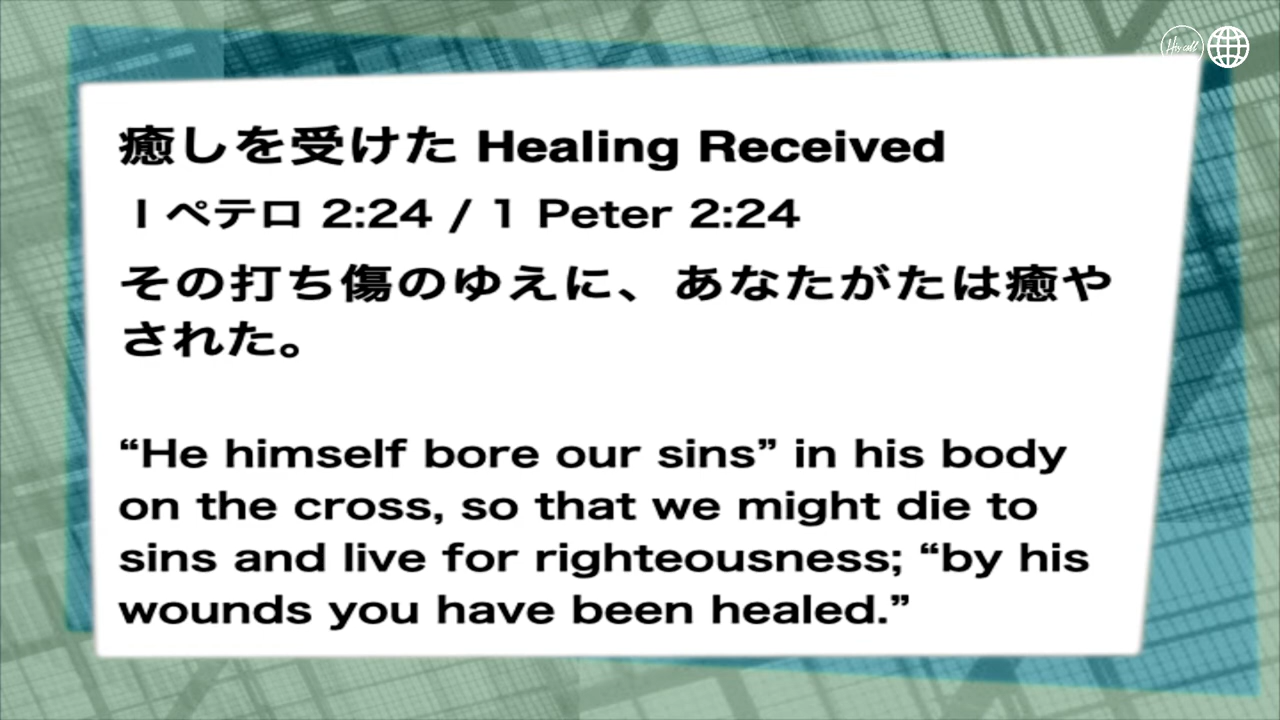 His call
癒しを受けた Healing Received
Ⅰペテロ 2:24 / 1 Peter 2:24
その打ち傷のゆえに、あなたがたは癒や
された。
“He himself bore our sins” in his body
on the cross, so that we might die to
sins and live for righteousness; “by his
wounds you have been healed.”